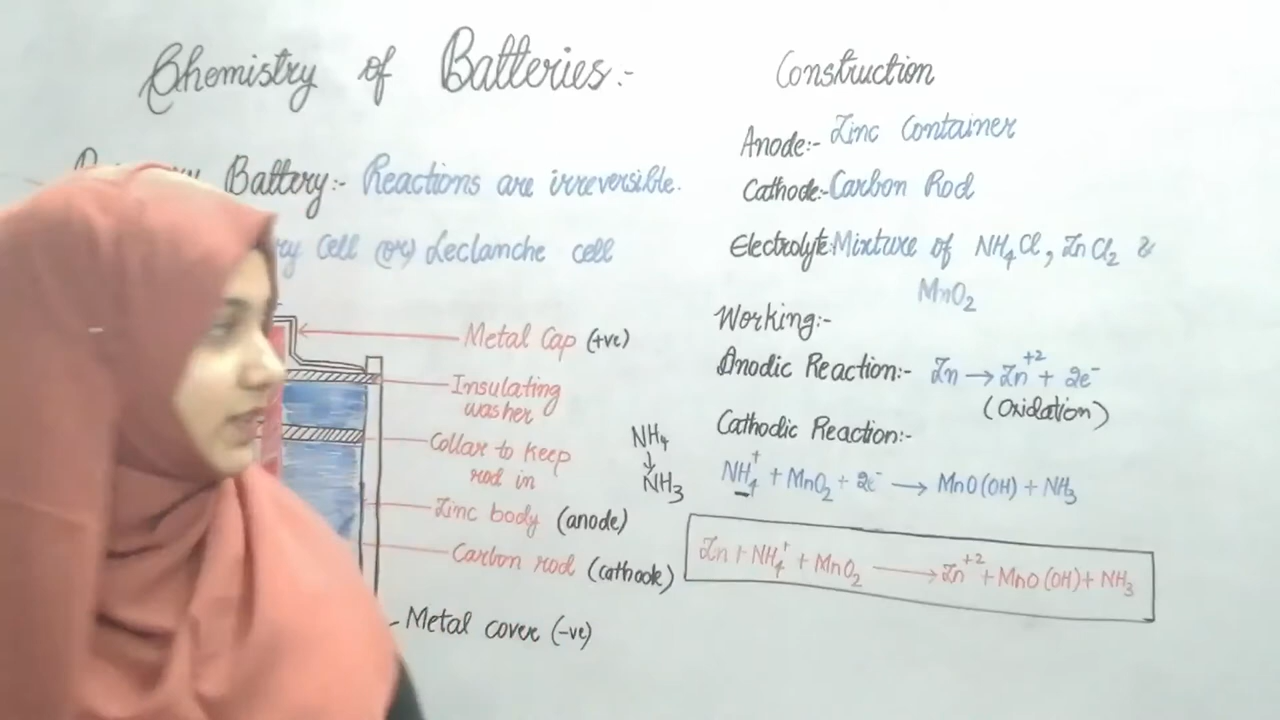 Chemistry of Batteries:-
Battery:- Reactions are irreversible.
Cell (or) Leclanche cell
Metal Cap (+ve)
Insulating
washer
Collar to keep
rod in
Zinc body (anode)
Carbon rod (cathode)
Metal cover (-ve)
NH4
↓
NH3
Construction
Anode:- Zinc Container
Cathode:- Carbon Rod
Electrolyte: Mixture of NH4Cl, ZnCl2 &
MnO2
Working:-
Anodic Reaction:- Zn → Zn+2 + 2e-
(Oxidation)
Cathodic Reaction:-
NH4+ + MnO2 + 2e- → MnO(OH) + NH3
Zn + NH4+ + MnO2 → Zn+2 + MnO(OH) + NH3